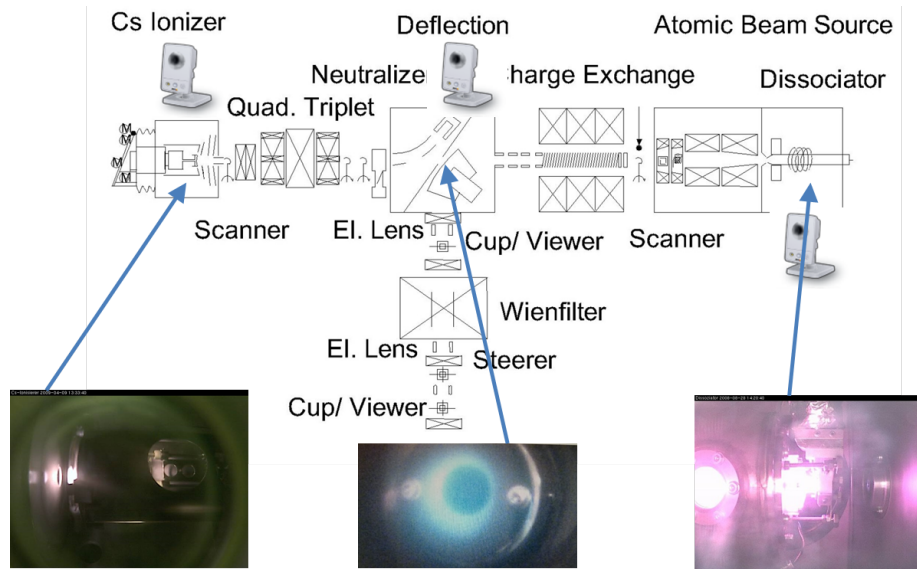 Cs Ionizer
Deflection
Atomic Beam Source
Neutralize
harge Exchange
Dissociator
Quad. Triplet
M
M
M
M
Scanner
El. Lens
Cup/ Viewer
Scanner
Wienfilter
El. Lens
Steerer
Cup/ Viewer